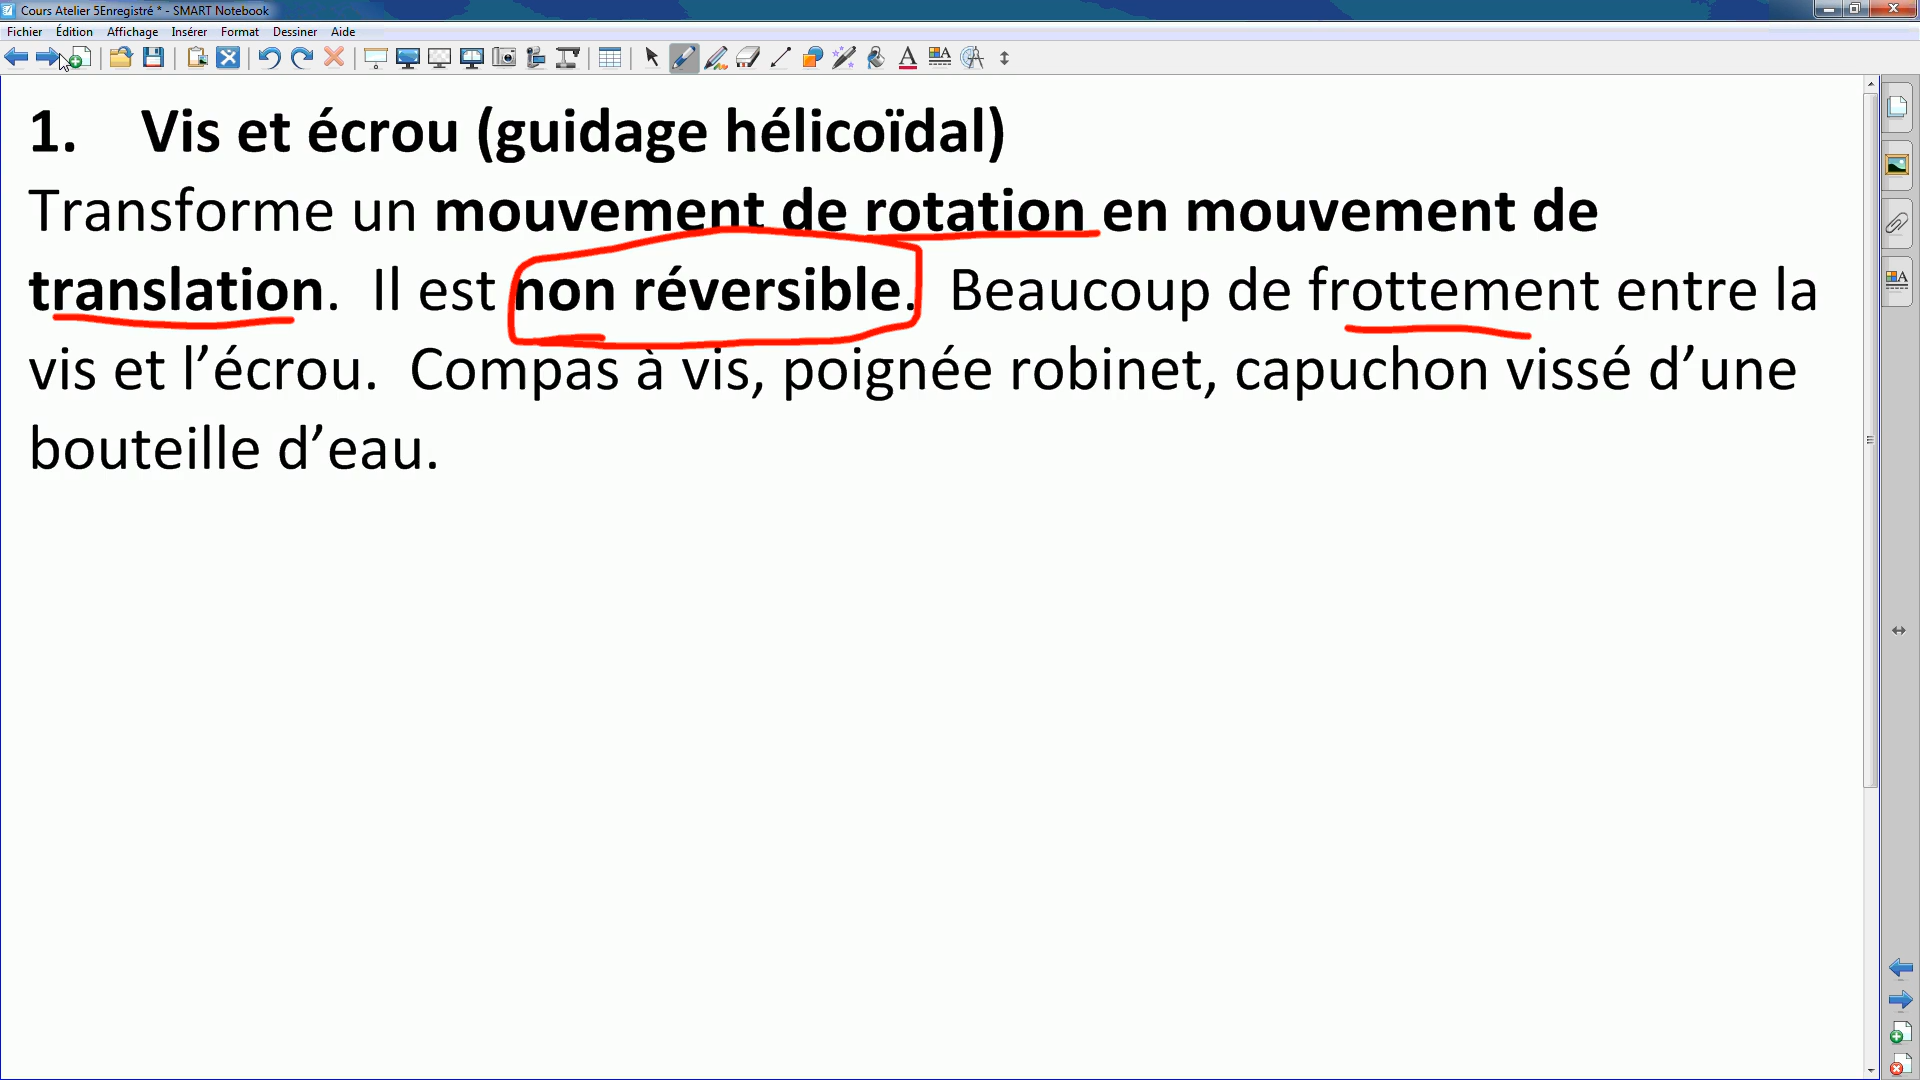 Cours Atelier 5Enregistré * - SMART Notebook
Fichier Édition Affichage Insérer Format Dessiner Aide
1. Vis et écrou (guidage hélicoïdal)
Transforme un mouvement de rotation en mouvement de
translation. Il est non réversible. Beaucoup de frottement entre la
vis et l’écrou. Compas à vis, poignée robinet, capuchon vissé d’une
bouteille d’eau.